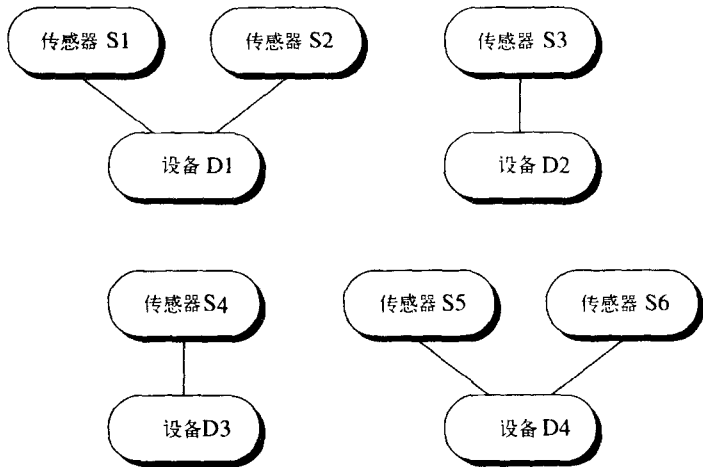 传感器 S1
传感器 S2
传感器 S3
设备 D1
设备 D2
传感器S4
传感器 S5
传感器 S6
设备D3
设备 D4